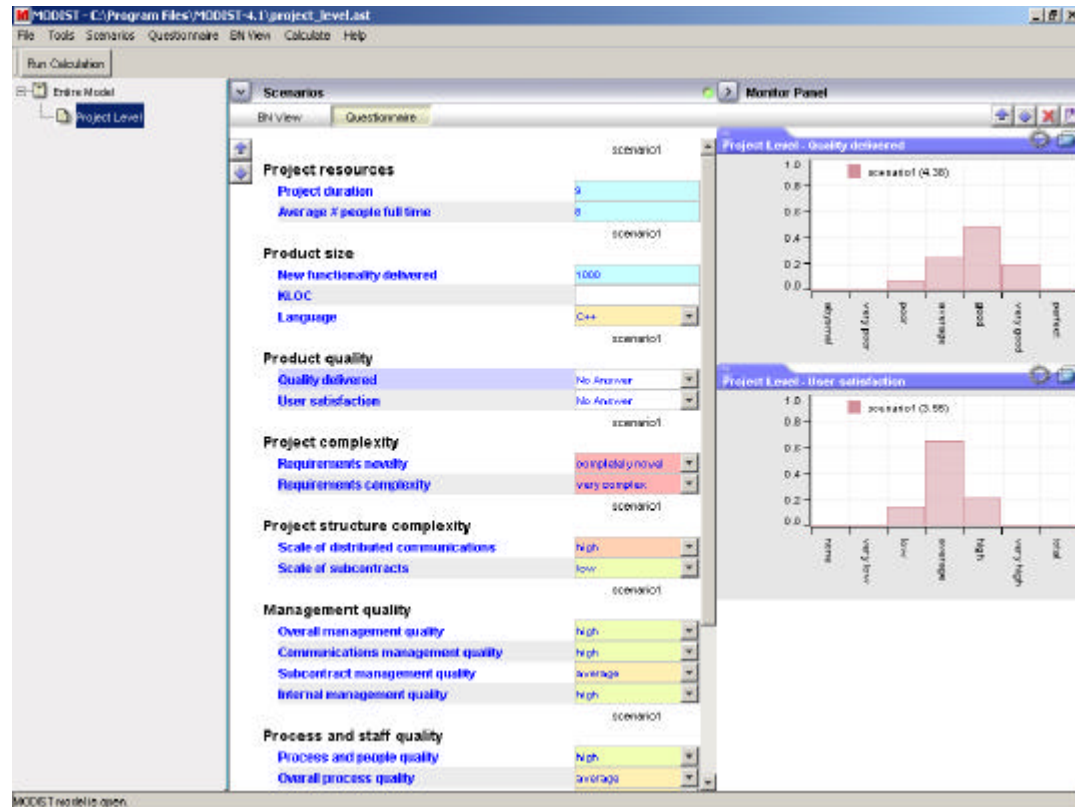 MODIST - C:\Program Files\MODIST-4.1\project_level.ast
File Tools Scenarios Questionnaire BN View Calculate Help
Run Calculation
Entire Model
Project Level
Scenarios
BN View Questionnaire
scenario1
Project resources
Project duration 9
Average # people full time 8
scenario1
Product size
New functionality delivered 1000
KLOC
Language C++
scenario1
Product quality
Quality delivered No Answer
User satisfaction No Answer
scenario1
Project complexity
Requirements novelty completely novel
Requirements complexity very complex
scenario1
Project structure complexity
Scale of distributed communications high
Scale of subcontracts low
scenario1
Management quality
Overall management quality high
Communications management quality high
Subcontract management quality average
Internal management quality high
scenario1
Process and staff quality
Process and people quality high
Overall process quality average
Monitor Panel
Project Level - Quality delivered
scenario1 (4.38)
1.0
0.8
0.6
0.4
0.2
0.0
abysmal
very poor
poor
average
good
very good
perfect
Project Level - User satisfaction
scenario1
1.0
0.8
0.6
0.4
0.2
0.0
none
very low
low
average
high
very high
total
MODIST model is open.